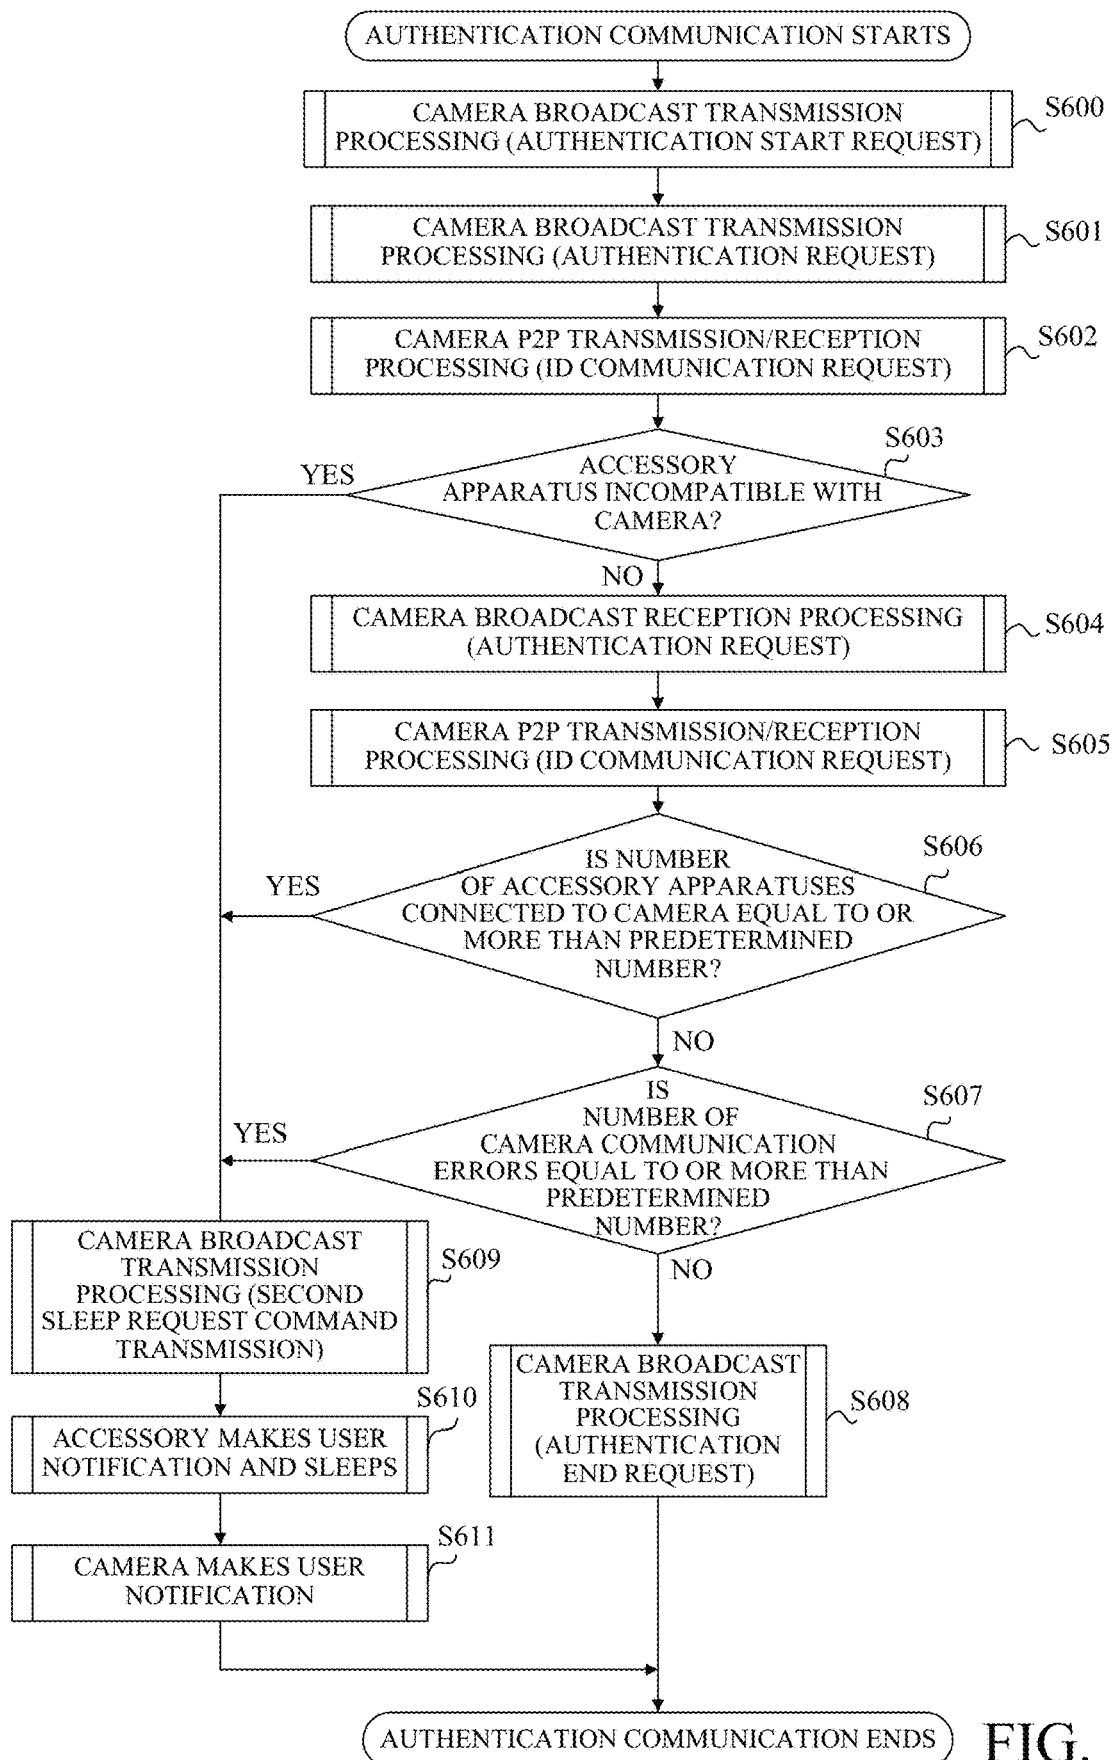 AUTHENTICATION COMMUNICATION STARTS
CAMERA BROADCAST TRANSMISSION
PROCESSING (AUTHENTICATION START REQUEST)
S600
CAMERA BROADCAST TRANSMISSION
PROCESSING (AUTHENTICATION REQUEST)
S601
CAMERA P2P TRANSMISSION/RECEPTION
PROCESSING (ID COMMUNICATION REQUEST)
S602
S603
YES
ACCESSORY
APPARATUS INCOMPATIBLE WITH
CAMERA?
NO
CAMERA BROADCAST RECEPTION PROCESSING
(AUTHENTICATION REQUEST)
S604
CAMERA P2P TRANSMISSION/RECEPTION
PROCESSING (ID COMMUNICATION REQUEST)
S605
S606
YES
IS NUMBER
OF ACCESSORY APPARATUSES
CONNECTED TO CAMERA EQUAL TO OR
MORE THAN PREDETERMINED
NUMBER?
NO
S607
YES
IS
NUMBER OF
CAMERA COMMUNICATION
ERRORS EQUAL TO OR MORE THAN
PREDETERMINED
NUMBER?
NO
CAMERA BROADCAST
TRANSMISSION
PROCESSING (SECOND
SLEEP REQUEST COMMAND
TRANSMISSION)
S609
CAMERA BROADCAST
TRANSMISSION
PROCESSING
(AUTHENTICATION
END REQUEST)
S608
S610
ACCESSORY MAKES USER
NOTIFICATION AND SLEEPS
S611
CAMERA MAKES USER
NOTIFICATION
AUTHENTICATION COMMUNICATION ENDS
FIG.